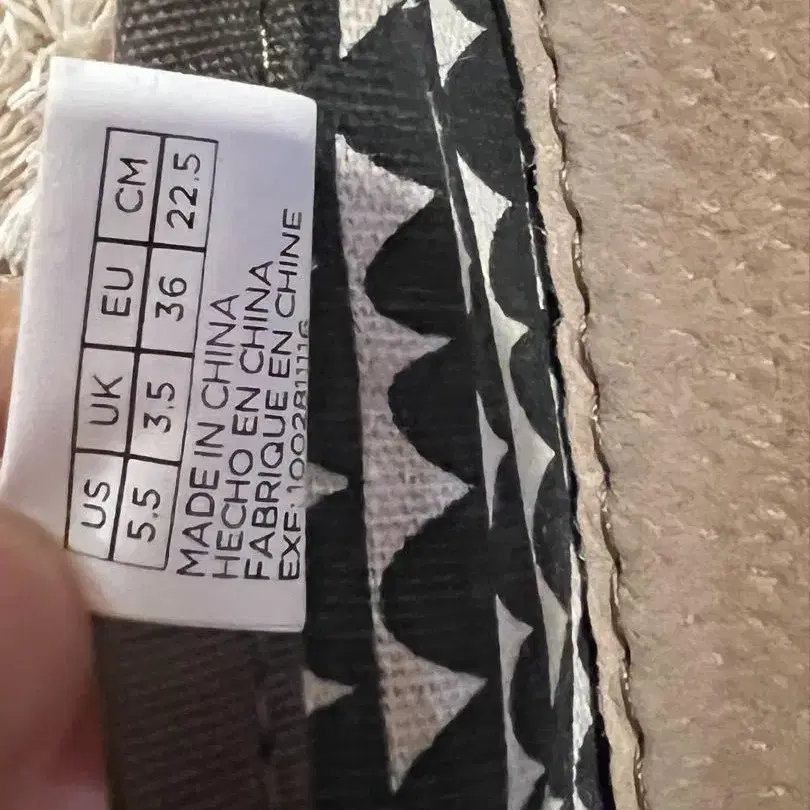 US UK EU CM
5.5 3.5 36 22.5
MADE IN CHINA
HECHO EN CHINA
FABRIQUE EN CHINE